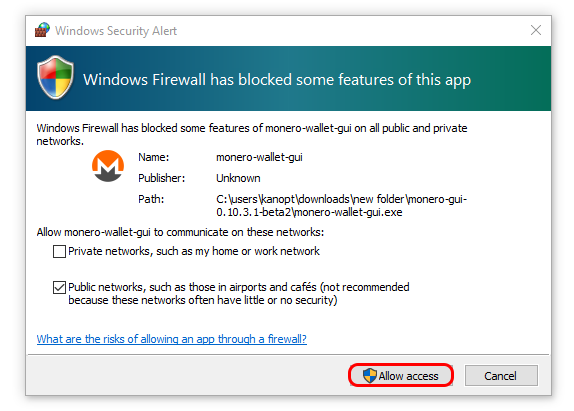 Windows Security Alert
Windows Firewall has blocked some features of this app
Windows Firewall has blocked some features of monero-wallet-gui on all public and private
networks.
Name: monero-wallet-gui
Publisher: Unknown
Path: C:\users\kanopt\downloads\new folder\monero-gui-
0.10.3.1-beta2\monero-wallet-gui.exe
Allow monero-wallet-gui to communicate on these networks:
Private networks, such as my home or work network
Public networks, such as those in airports and cafés (not recommended
because these networks often have little or no security)
What are the risks of allowing an app through a firewall?
Allow access Cancel